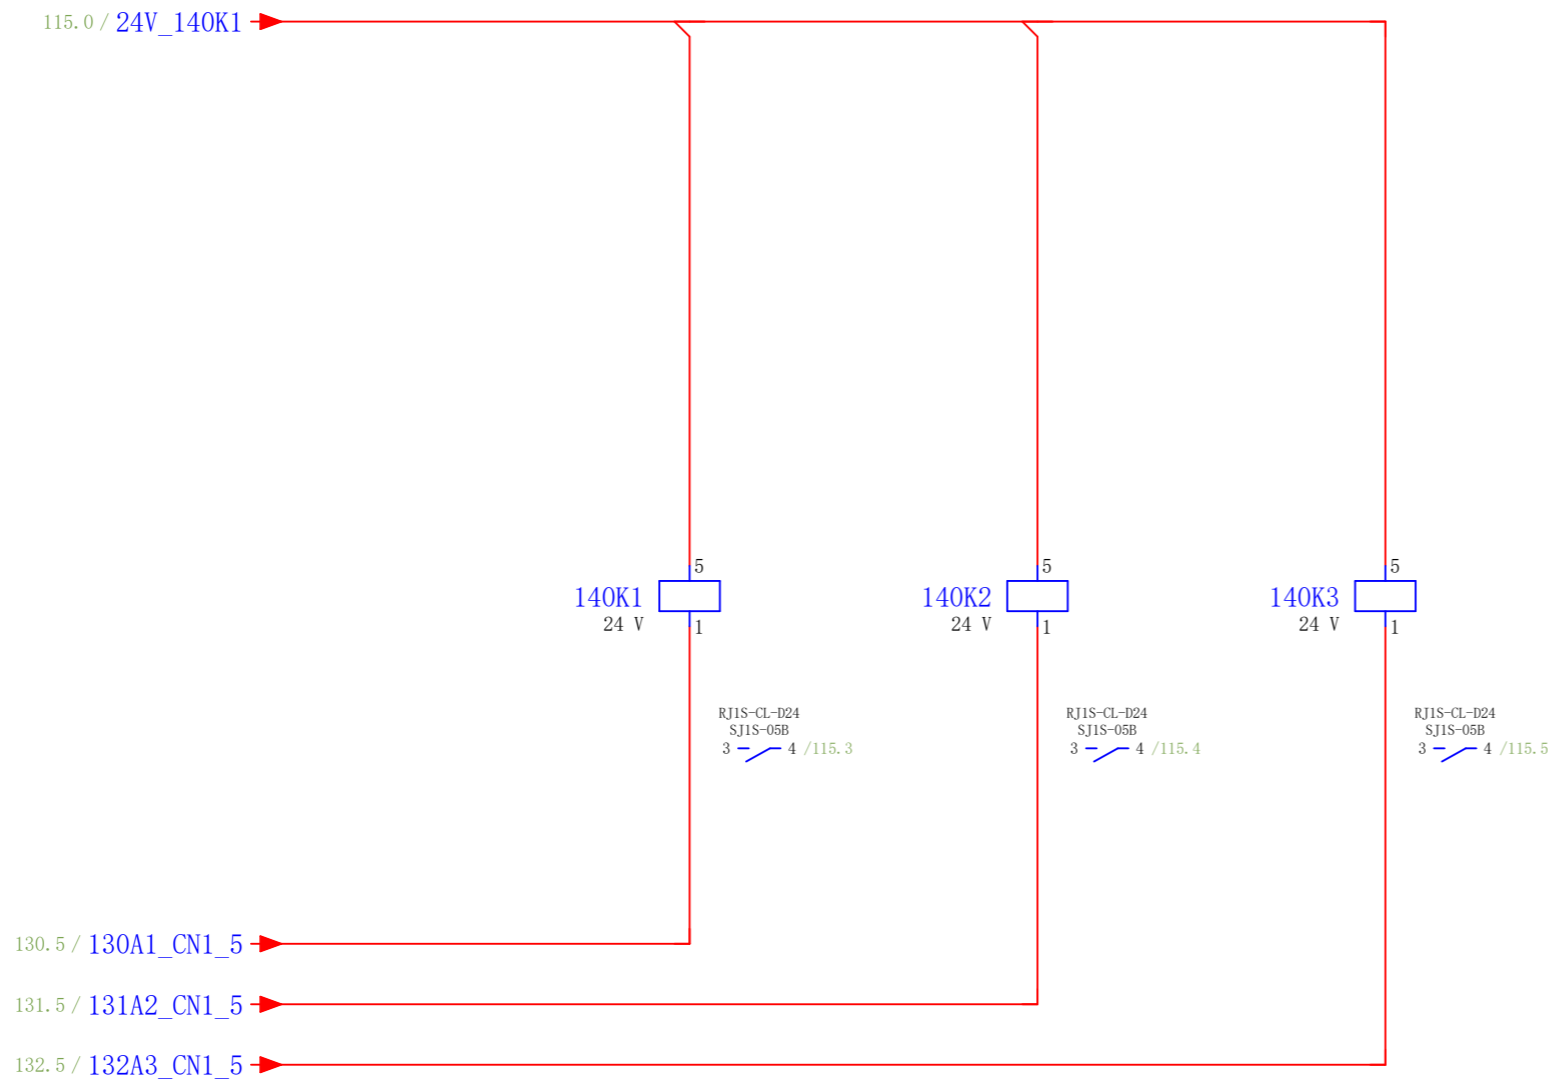 115.0 / 24V_140K1
5 5 5
140K1 140K2 140K3
24 V 24 V 24 V
1 1 1
RJ1S-CL-D24 RJ1S-CL-D24 RJ1S-CL-D24
SJ1S-05B SJ1S-05B SJ1S-05B
3 4 /115.3 3 4 /115.4 3 4 /115.5
130.5 / 130A1_CN1_5
131.5 / 131A2_CN1_5
132.5 / 132A3_CN1_5